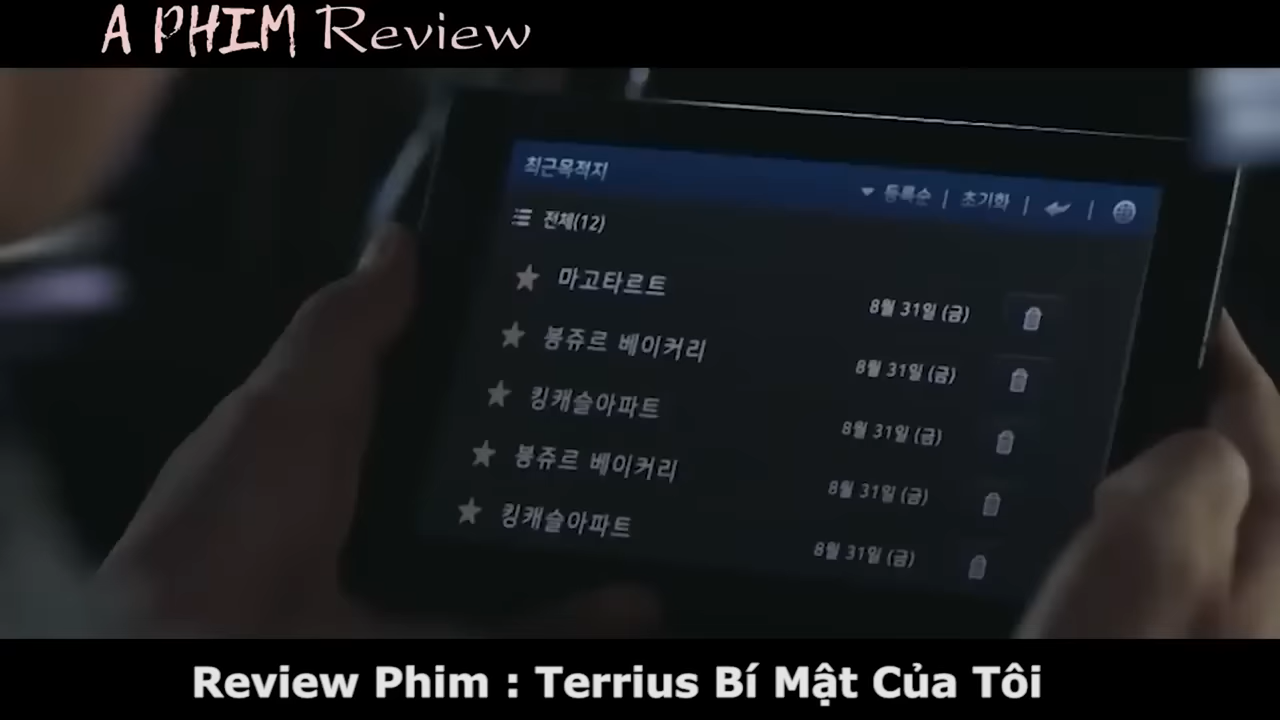 A PHIM Review
최근목적지
등록순 | 초기화
전체(12)
마고타르트 8월 31일 (금)
봉쥬르 베이커리 8월 31일 (금)
킹캐슬아파트 8월 31일 (금)
봉쥬르 베이커리 8월 31일 (금)
킹캐슬아파트 8월 31일 (금)
Review Phim : Terrius Bí Mật Của Tôi